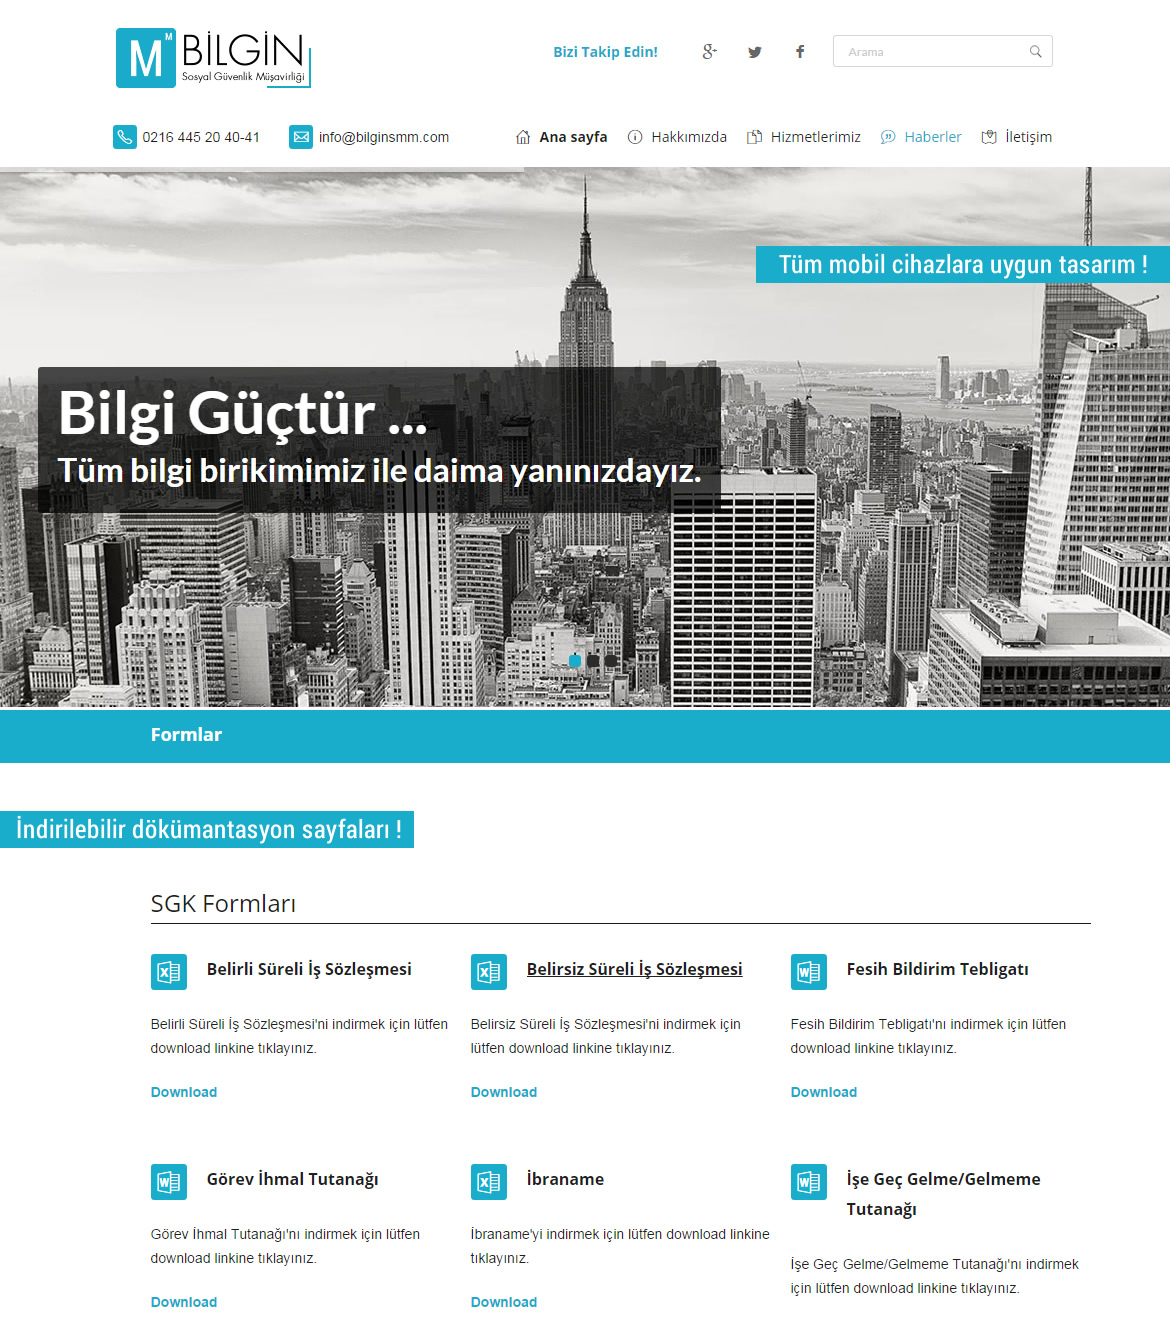 M M BİLGİN
Sosyal Güvenlik Müşavirliği
Bizi Takip Edin!
Arama
0216 445 20 40-41
info@bilginsmm.com
Ana sayfa
Hakkımızda
Hizmetlerimiz
Haberler
İletişim
Tüm mobil cihazlara uygun tasarım !
Bilgi Güçtür ...
Tüm bilgi birikimimiz ile daima yanınızdayız.
Formlar
İndirilebilir dökümantasyon sayfaları !
SGK Formları
Belirli Süreli İş Sözleşmesi
Belirli Süreli İş Sözleşmesi'ni indirmek için lütfen
download linkine tıklayınız.
Download
Belirsiz Süreli İş Sözleşmesi
Belirsiz Süreli İş Sözleşmesi'ni indirmek için
lütfen download linkine tıklayınız.
Download
Fesih Bildirim Tebligatı
Fesih Bildirim Tebligatı'nı indirmek için lütfen
download linkine tıklayınız.
Download
Görev İhmal Tutanağı
Görev İhmal Tutanağı'nı indirmek için lütfen
download linkine tıklayınız.
Download
İbraname
İbraname'yi indirmek için lütfen download linkine
tıklayınız.
Download
İşe Geç Gelme/Gelmeme
Tutanağı
İşe Geç Gelme/Gelmeme Tutanağı'nı indirmek
için lütfen download linkine tıklayınız.